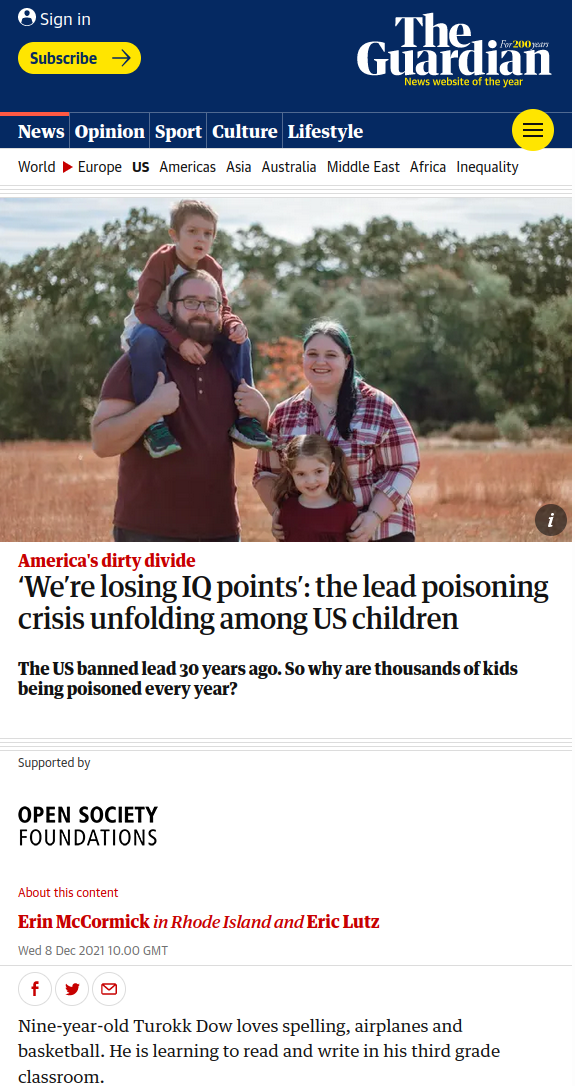 Sign in
Subscribe
The Guardian
For 200 years
News website of the year
News Opinion Sport Culture Lifestyle
World Europe US Americas Asia Australia Middle East Africa Inequality
i
America's dirty divide
‘We’re losing IQ points’: the lead poisoning
crisis unfolding among US children
The US banned lead 30 years ago. So why are thousands of kids
being poisoned every year?
Supported by
OPEN SOCIETY
FOUNDATIONS
About this content
Erin McCormick in Rhode Island and Eric Lutz
Wed 8 Dec 2021 10.00 GMT
Nine-year-old Turokk Dow loves spelling, airplanes and
basketball. He is learning to read and write in his third grade
classroom.